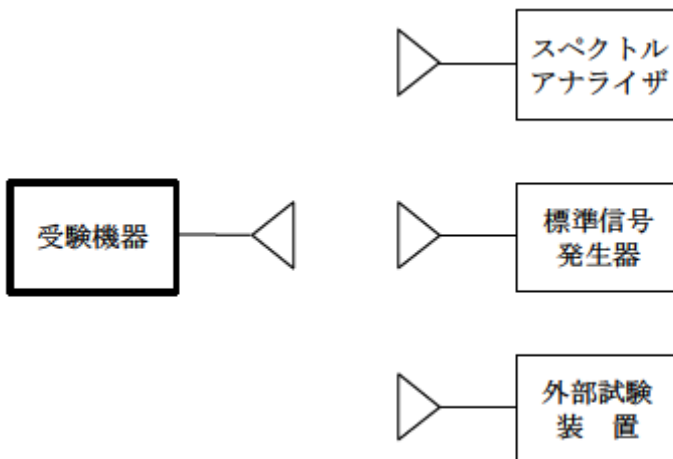 スペクトル
アナライザ
受験機器
標準信号
発生器
外部試験
装　置